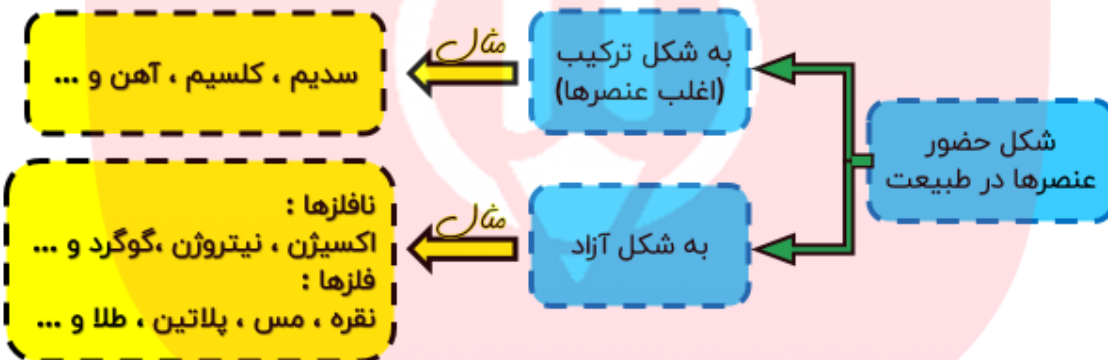 شکل حضور
عنصرها در طبیعت
به شکل ترکیب
(اغلب عنصرها)
مثال
سدیم ، کلسیم ، آهن و ...
به شکل آزاد
مثال
نافلزها :
اکسیژن ، نیتروژن ،گوگرد و ...
فلزها :
نقره ، مس ، پلاتین ، طلا و ...